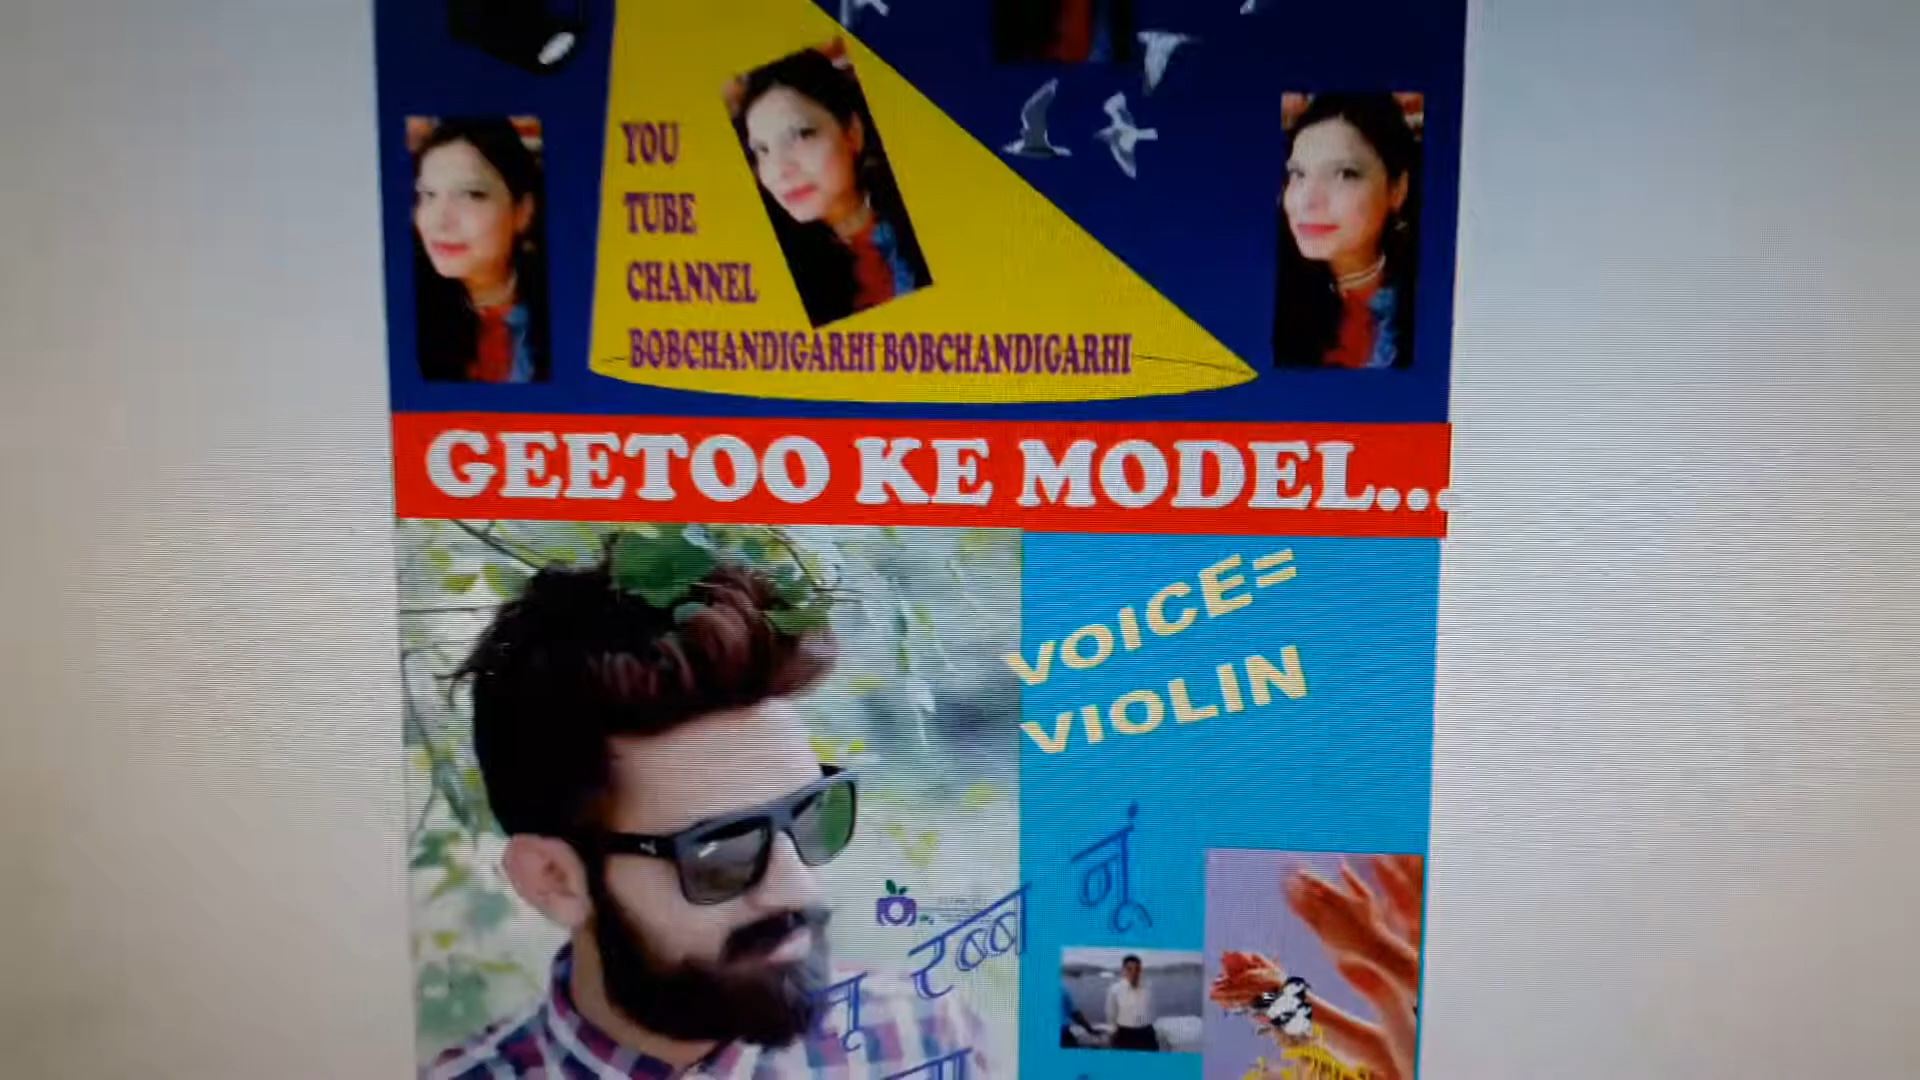 YOU
TUBE
CHANNEL
BOBCHANDIGARHI BOBCHANDIGARHI
GEETOO KE MODEL...
VOICE=
VIOLIN
तू रब्ब नूं